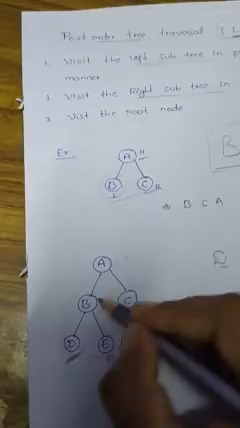 Post order tree traversal (L
1. Visit the left sub tree in p
manner
2 Visit the Right sub tree in
3 Vist the root node
Ex
A N
B C R
L
→ B C A
B
A
B C
D E
D